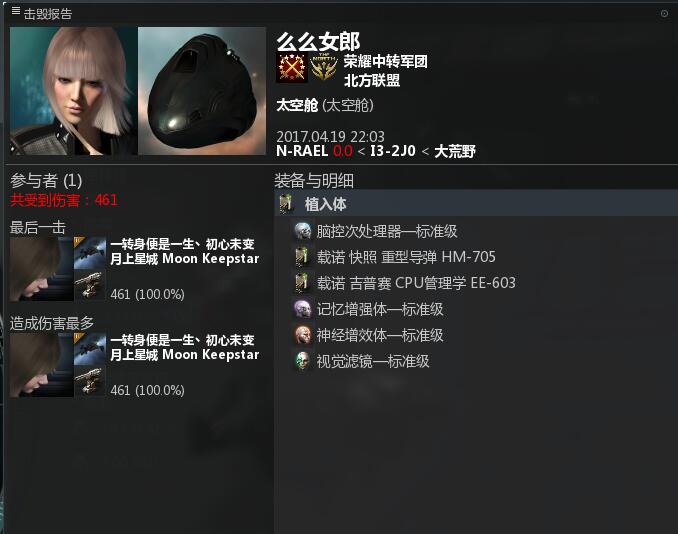 击毁报告
么么女郎
THE NORTH
荣耀中转军团
北方联盟
太空舱 (太空舱)
2017.04.19 22:03
N-RAEL 0.0 < I3-2J0 < 大荒野
参与者 (1)
共受到伤害：461
最后一击
一转身便是一生、初心未变
月上星城 Moon Keepstar
461 (100.0%)
造成伤害最多
一转身便是一生、初心未变
月上星城 Moon Keepstar
461 (100.0%)
装备与明细
植入体
脑控次处理器—标准级
载诺 快照 重型导弹 HM-705
载诺 吉普赛 CPU管理学 EE-603
记忆增强体—标准级
神经增效体—标准级
视觉滤镜—标准级